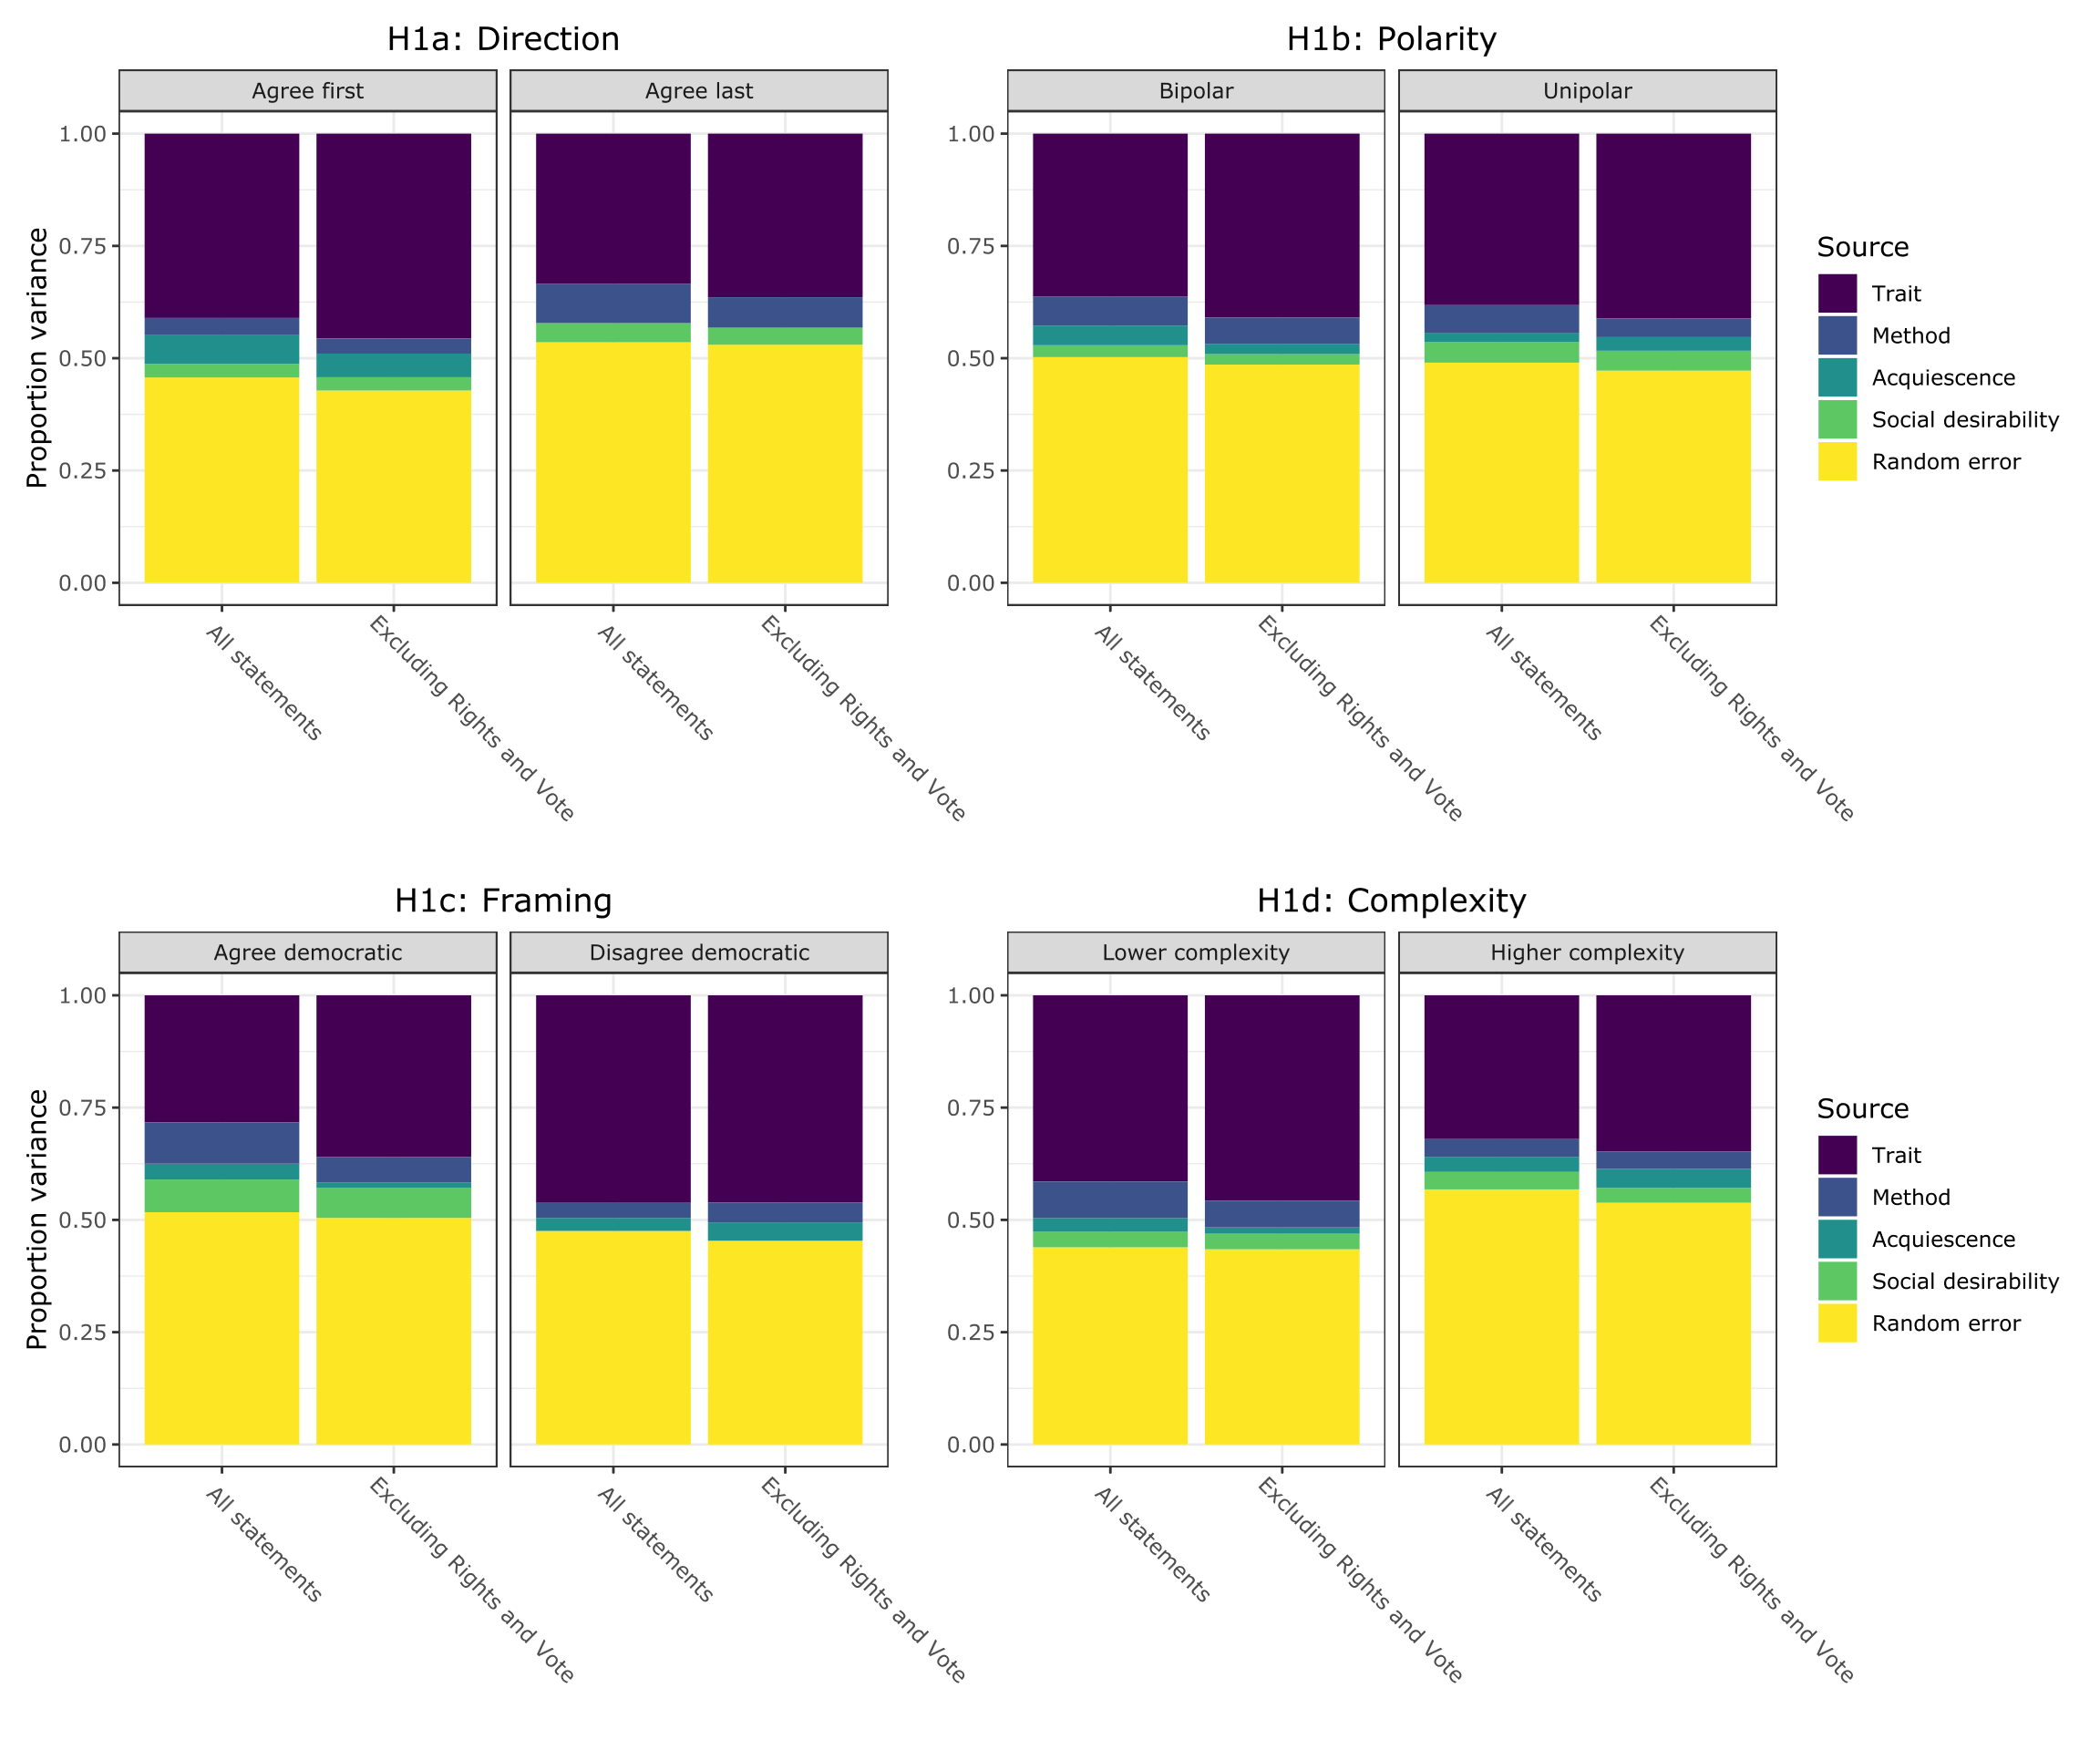 H1a: Direction
Agree first
Agree last
Proportion variance
1.00
0.75
0.50
0.25
0.00
All statements
Excluding Rights and Vote
All statements
Excluding Rights and Vote
H1b: Polarity
Bipolar
Unipolar
1.00
0.75
0.50
0.25
0.00
All statements
Excluding Rights and Vote
All statements
Excluding Rights and Vote
Source
Trait
Method
Acquiescence
Social desirability
Random error
H1c: Framing
Agree democratic
Disagree democratic
Proportion variance
1.00
0.75
0.50
0.25
0.00
All statements
Excluding Rights and Vote
All statements
Excluding Rights and Vote
H1d: Complexity
Lower complexity
Higher complexity
1.00
0.75
0.50
0.25
0.00
All statements
Excluding Rights and Vote
All statements
Excluding Rights and Vote
Source
Trait
Method
Acquiescence
Social desirability
Random error